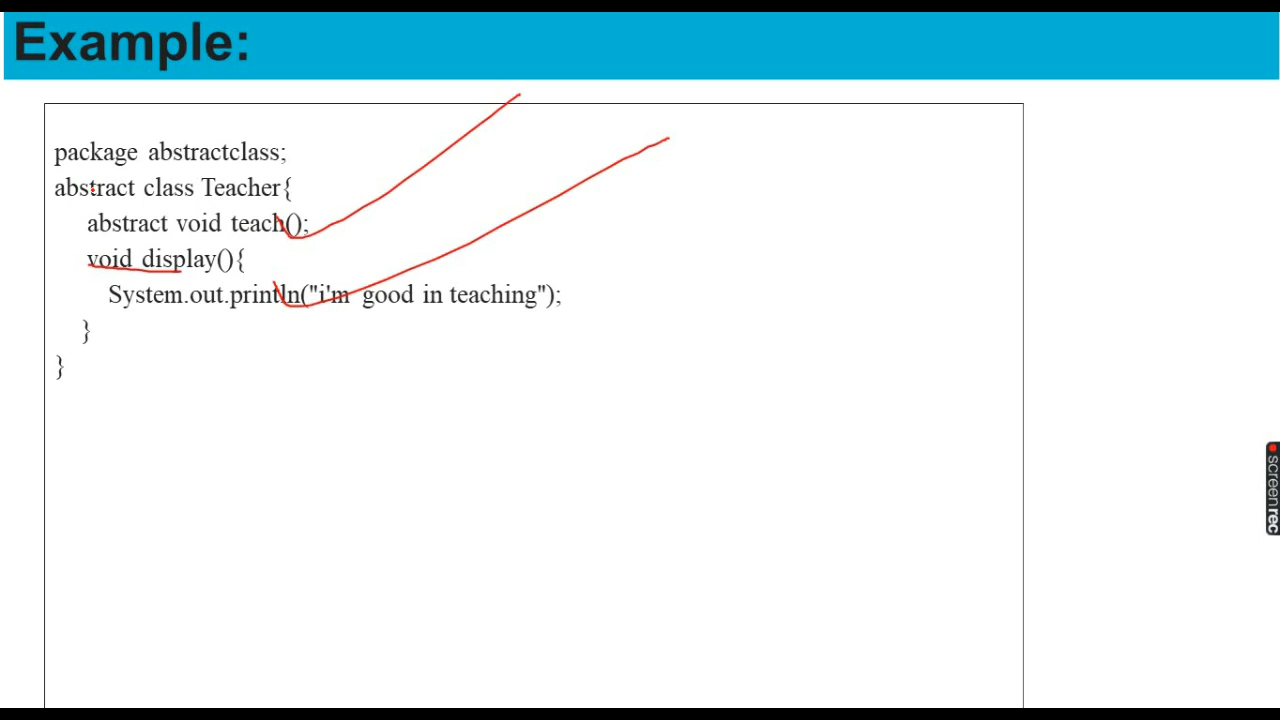 Example:
package abstractclass;
abstract class Teacher{
abstract void teach();
void display(){
System.out.println("i'm good in teaching");
}
}
screenrec